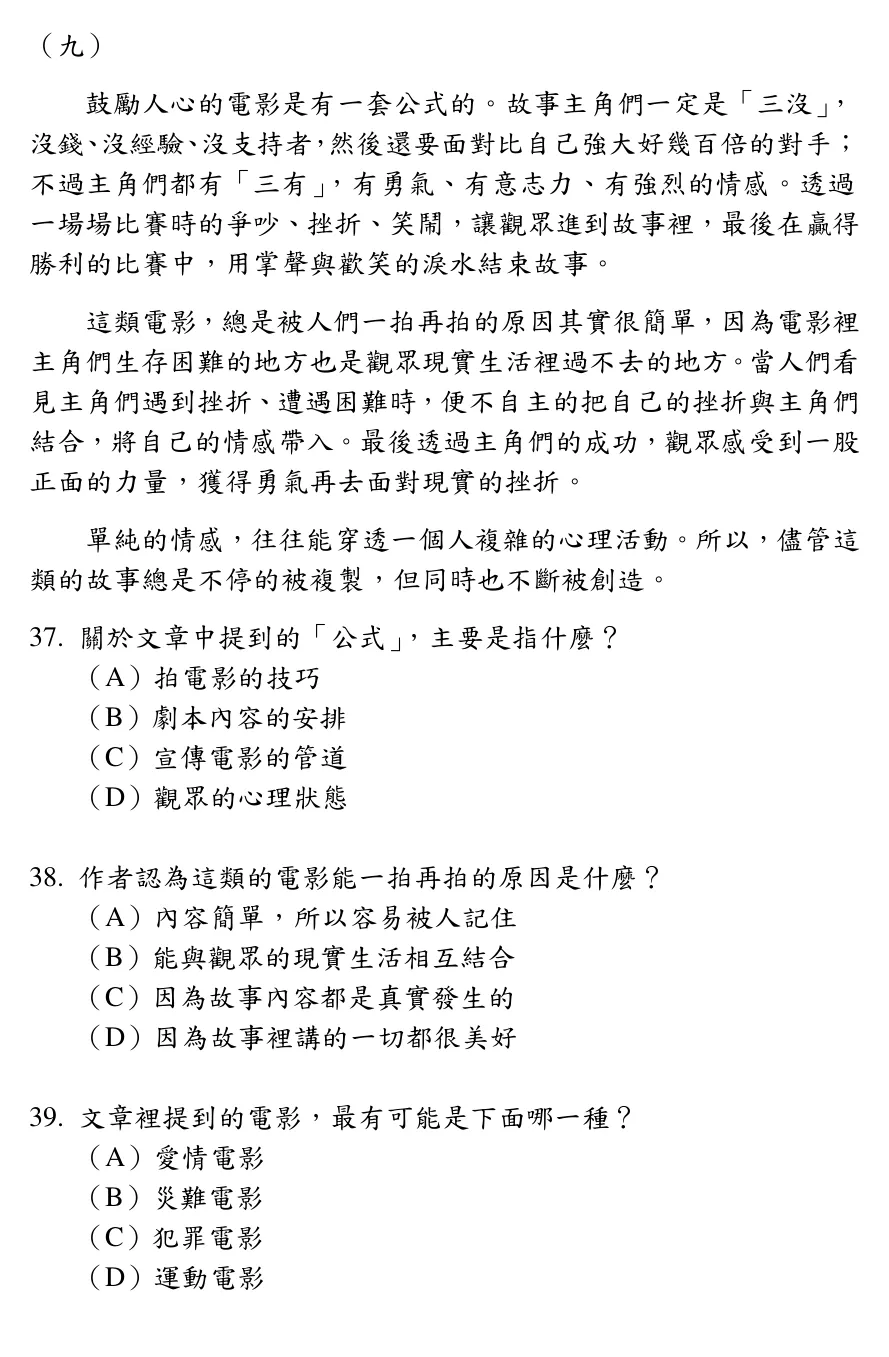 （九）
鼓勵人心的電影是有一套公式的。故事主角們一定是「三沒」，
沒錢、沒經驗、沒支持者，然後還要面對比自己強大好幾百倍的對手；
不過主角們都有「三有」，有勇氣、有意志力、有強烈的情感。透過
一場場比賽時的爭吵、挫折、笑鬧，讓觀眾進到故事裡，最後在贏得
勝利的比賽中，用掌聲與歡笑的淚水結束故事。
這類電影，總是被人們一拍再拍的原因其實很簡單，因為電影裡
主角們生存困難的地方也是觀眾現實生活裡過不去的地方。當人們看
見主角們遇到挫折、遭遇困難時，便不自主的把自己的挫折與主角們
結合，將自己的情感帶入。最後透過主角們的成功，觀眾感受到一股
正面的力量，獲得勇氣再去面對現實的挫折。
單純的情感，往往能穿透一個人複雜的心理活動。所以，儘管這
類的故事總是不停的被複製，但同時也不斷被創造。
37. 關於文章中提到的「公式」，主要是指什麼？
（A）拍電影的技巧
（B）劇本內容的安排
（C）宣傳電影的管道
（D）觀眾的心理狀態
38. 作者認為這類的電影能一拍再拍的原因是什麼？
（A）內容簡單，所以容易被人記住
（B）能與觀眾的現實生活相互結合
（C）因為故事內容都是真實發生的
（D）因為故事裡講的一切都很美好
39. 文章裡提到的電影，最有可能是下面哪一種？
（A）愛情電影
（B）災難電影
（C）犯罪電影
（D）運動電影